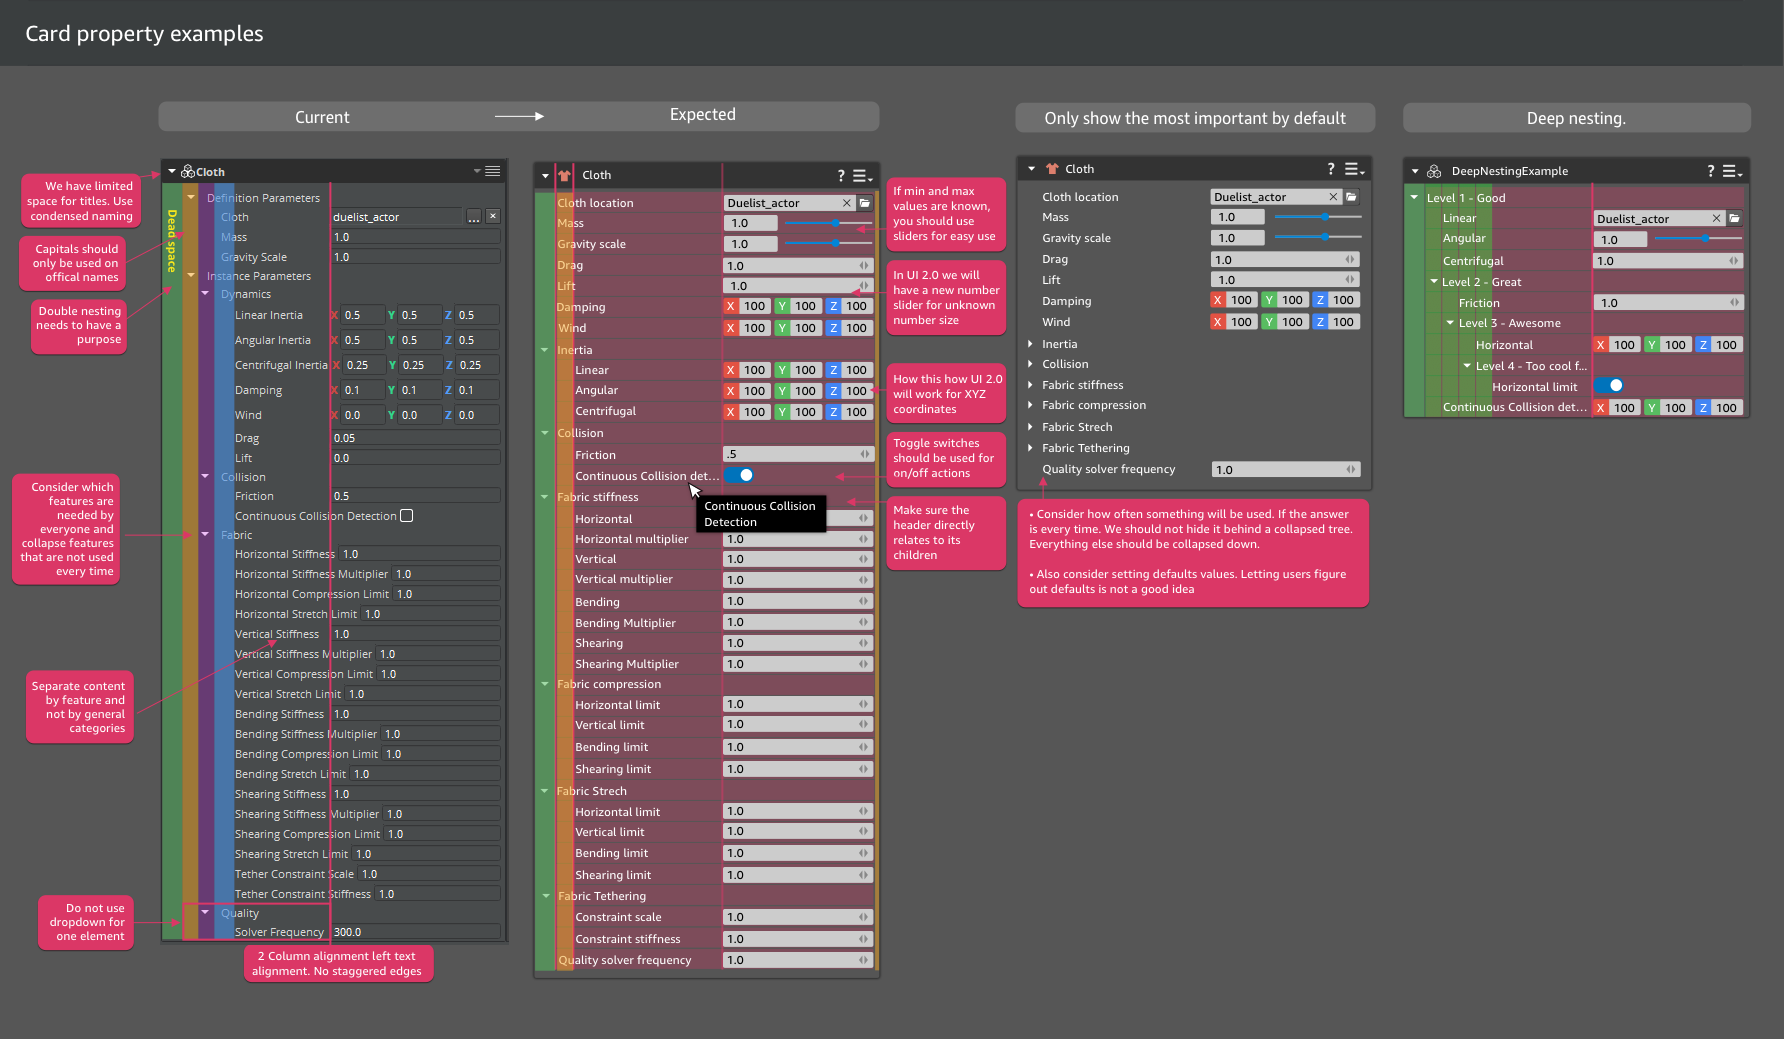 Card property examples
Current
Expected
Only show the most important by default
Deep nesting.
We have limited
space for titles. Use
condensed naming
Capitals should
only be used on
offical names
Double nesting
needs to have a
purpose
Consider which
features are
needed by
everyone and
collapse features
that are not used
every time
Separate content
by feature and
not by general
categories
Do not use
dropdown for
one element
Cloth
Dead space
Definition Parameters
Cloth duelist_actor ... ×
Mass 1.0
Gravity Scale 1.0
Instance Parameters
Dynamics
Linear Inertia X 0.5 Y 0.5 Z 0.5
Angular Inertia X 0.5 Y 0.5 Z 0.5
Centrifugal Inertia X 0.25 Y 0.25 Z 0.25
Damping X 0.1 Y 0.1 Z 0.1
Wind X 0.0 Y 0.0 Z 0.0
Drag 0.05
Lift 0.0
Collision
Friction 0.5
Continuous Collision Detection
Fabric
Horizontal Stiffness 1.0
Horizontal Stiffness Multiplier 1.0
Horizontal Compression Limit 1.0
Horizontal Stretch Limit 1.0
Vertical Stiffness 1.0
Vertical Stiffness Multiplier 1.0
Vertical Compression Limit 1.0
Vertical Stretch Limit 1.0
Bending Stiffness 1.0
Bending Stiffness Multiplier 1.0
Bending Compression Limit 1.0
Bending Stretch Limit 1.0
Shearing Stiffness 1.0
Shearing Stiffness Multiplier 1.0
Shearing Compression Limit 1.0
Shearing Stretch Limit 1.0
Tether Constraint Scale 1.0
Tether Constraint Stiffness 1.0
Quality
Solver Frequency 300.0
2 Column alignment left text
alignment. No staggered edges
Cloth ?
Cloth location Duelist_actor ×
Mass 1.0
Gravity scale 1.0
Drag 1.0
Lift 1.0
Damping X 100 Y 100 Z 100
Wind X 100 Y 100 Z 100
Inertia
Linear X 100 Y 100 Z 100
Angular X 100 Y 100 Z 100
Centrifugal X 100 Y 100 Z 100
Collision
Friction .5
Continuous Collision det...
Continuous Collision
Detection
Fabric stiffness
Horizontal
Horizontal multiplier 1.0
Vertical 1.0
Vertical multiplier 1.0
Bending 1.0
Bending Multiplier 1.0
Shearing 1.0
Shearing Multiplier 1.0
Fabric compression
Horizontal limit 1.0
Vertical limit 1.0
Bending limit 1.0
Shearing limit 1.0
Fabric Strech
Horizontal limit 1.0
Vertical limit 1.0
Bending limit 1.0
Shearing limit 1.0
Fabric Tethering
Constraint scale 1.0
Constraint stiffness 1.0
Quality solver frequency 1.0
If min and max
values are known,
you should use
sliders for easy use
In UI 2.0 we will
have a new number
slider for unknown
number size
How this how UI 2.0
will work for XYZ
coordinates
Toggle switches
should be used for
on/off actions
Make sure the
header directly
relates to its
children
Cloth ?
Cloth location Duelist_actor ×
Mass 1.0
Gravity scale 1.0
Drag 1.0
Lift 1.0
Damping X 100 Y 100 Z 100
Wind X 100 Y 100 Z 100
Inertia
Collision
Fabric stiffness
Fabric compression
Fabric Strech
Fabric Tethering
Quality solver frequency 1.0
• Consider how often something will be used. If the answer
is every time. We should not hide it behind a collapsed tree.
Everything else should be collapsed down.
• Also consider setting defaults values. Letting users figure
out defaults is not a good idea
DeepNestingExample ?
Level 1 - Good
Linear Duelist_actor ×
Angular 1.0
Centrifugal 1.0
Level 2 - Great
Friction 1.0
Level 3 - Awesome
Horizontal X 100 Y 100 Z 100
Level 4 - Too cool f...
Horizontal limit
Continuous Collision det... X 100 Y 100 Z 100